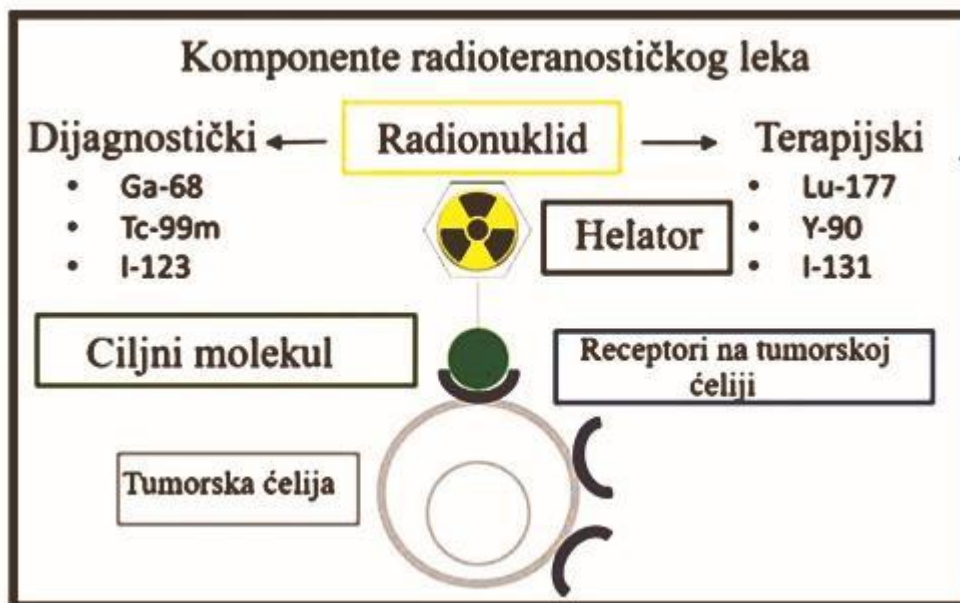 Komponente radioteranostičkog leka
Dijagnostički
Radionuklid
Terapijski
• Ga-68
• Tc-99m
• I-123
Helator
• Lu-177
• Y-90
• I-131
Ciljni molekul
Receptori na tumorskoj
ćeliji
Tumorska ćelija